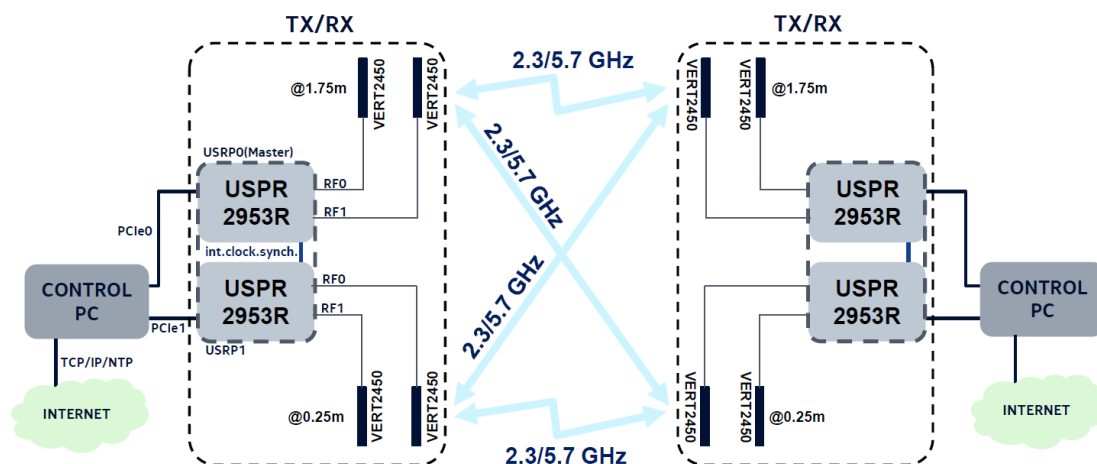 TX/RX
TX/RX
2.3/5.7 GHz
@1.75m
VERT2450
VERT2450
VERT2450
VERT2450
@1.75m
USRP0(Master)
USPR
2953R
RF0
RF1
2.3/5.7 GHz
USPR
2953R
PCIe0
int.clock.synch.
CONTROL
PC
USPR
2953R
RF0
RF1
2.3/5.7 GHz
USPR
2953R
CONTROL
PC
PCIe1
USRP1
TCP/IP/NTP
INTERNET
@0.25m
VERT2450
VERT2450
VERT2450
VERT2450
@0.25m
INTERNET
2.3/5.7 GHz